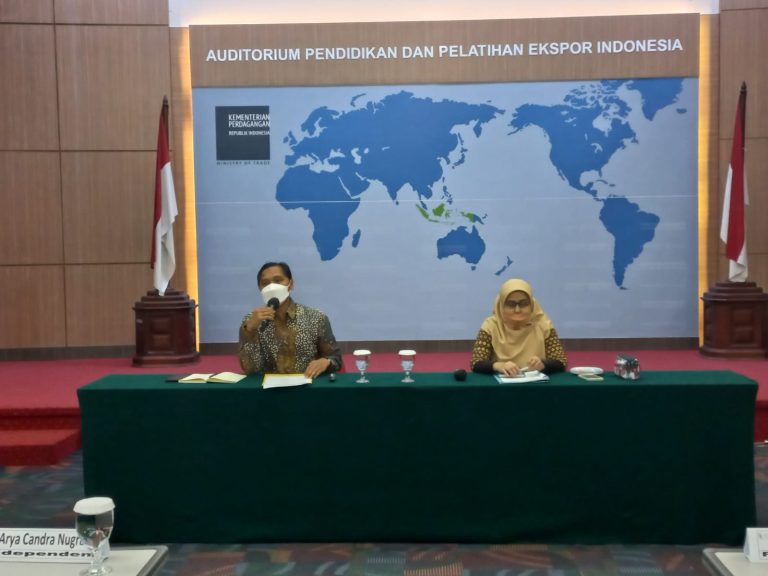 AUDITORIUM PENDIDIKAN DAN PELATIHAN EKSPOR INDONESIA
KEMENTERIAN
PERDAGANGAN
REPUBLIK INDONESIA
MINISTRY OF TRADE
Arya Candra Nugra
dependen